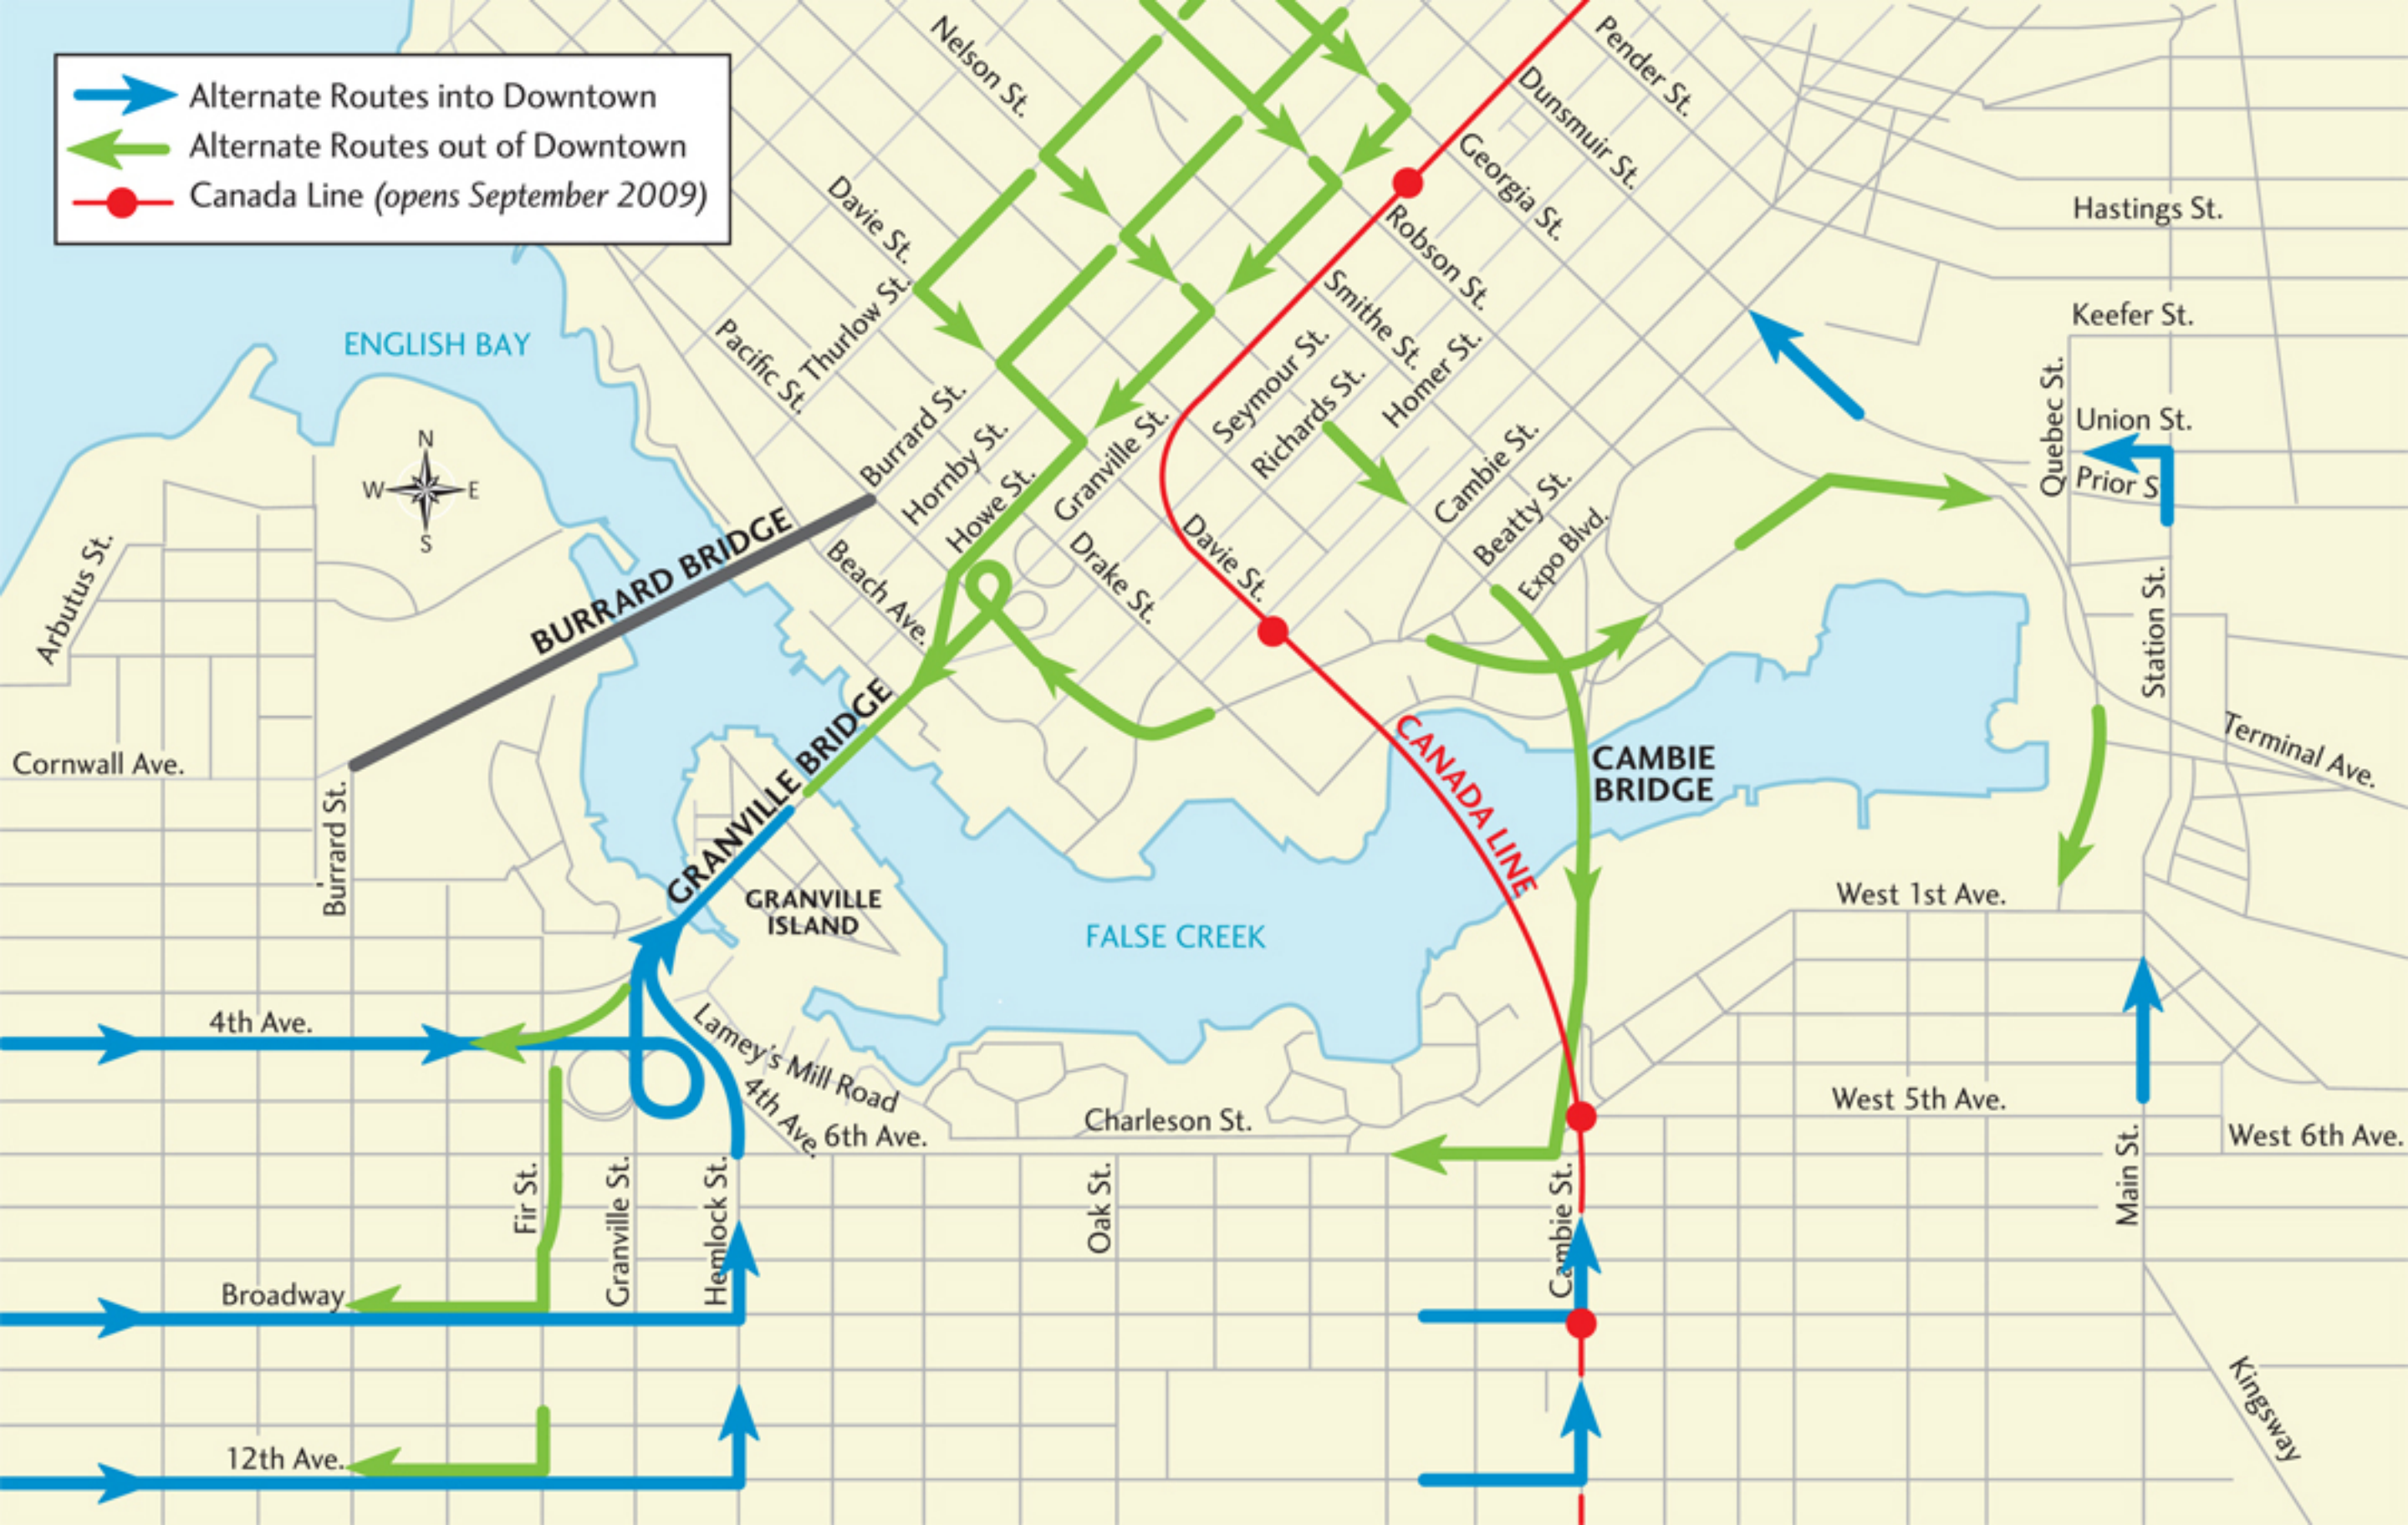 Alternate Routes into Downtown
Alternate Routes out of Downtown
Canada Line (opens September 2009)
Nelson St.
Pender St.
Dunsmuir St.
Georgia St.
Robson St.
Smithe St.
Davie St.
Thurlow St.
Pacific St.
Hastings St.
Keefer St.
Quebec St.
Union St.
Prior S
ENGLISH BAY
N
W
E
S
Seymour St.
Richards St.
Homer St.
Cambie St.
Beatty St.
Expo Blvd.
Burrard St.
Hornby St.
Howe St.
Granville St.
Davie St.
Drake St.
Beach Ave.
BURRARD BRIDGE
Arbutus St.
Cornwall Ave.
Burrard St.
GRANVILLE BRIDGE
GRANVILLE
ISLAND
FALSE CREEK
CANADA LINE
CAMBIE
BRIDGE
Station St.
Terminal Ave.
West 1st Ave.
4th Ave.
Lamey's Mill Road
4th Ave.
6th Ave.
Charleson St.
West 5th Ave.
West 6th Ave.
Fir St.
Granville St.
Hemlock St.
Oak St.
Cambie St.
Main St.
Broadway
12th Ave.
Kingsway